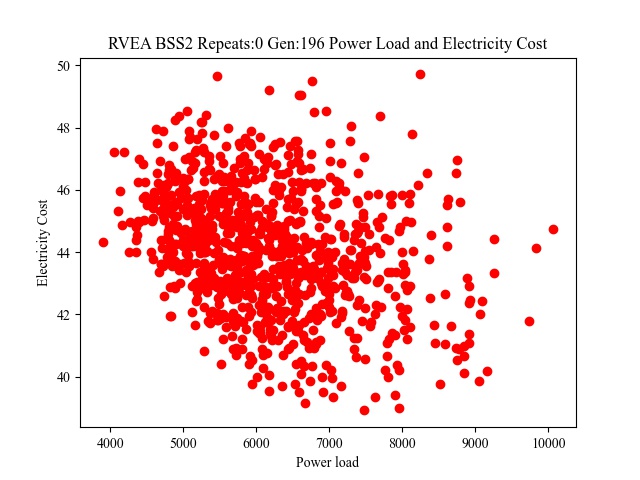 RVEA BSS2 Repeats:0 Gen:196 Power Load and Electricity Cost
50
48
46
44
42
40
Electricity Cost
4000 5000 6000 7000 8000 9000 10000
Power load